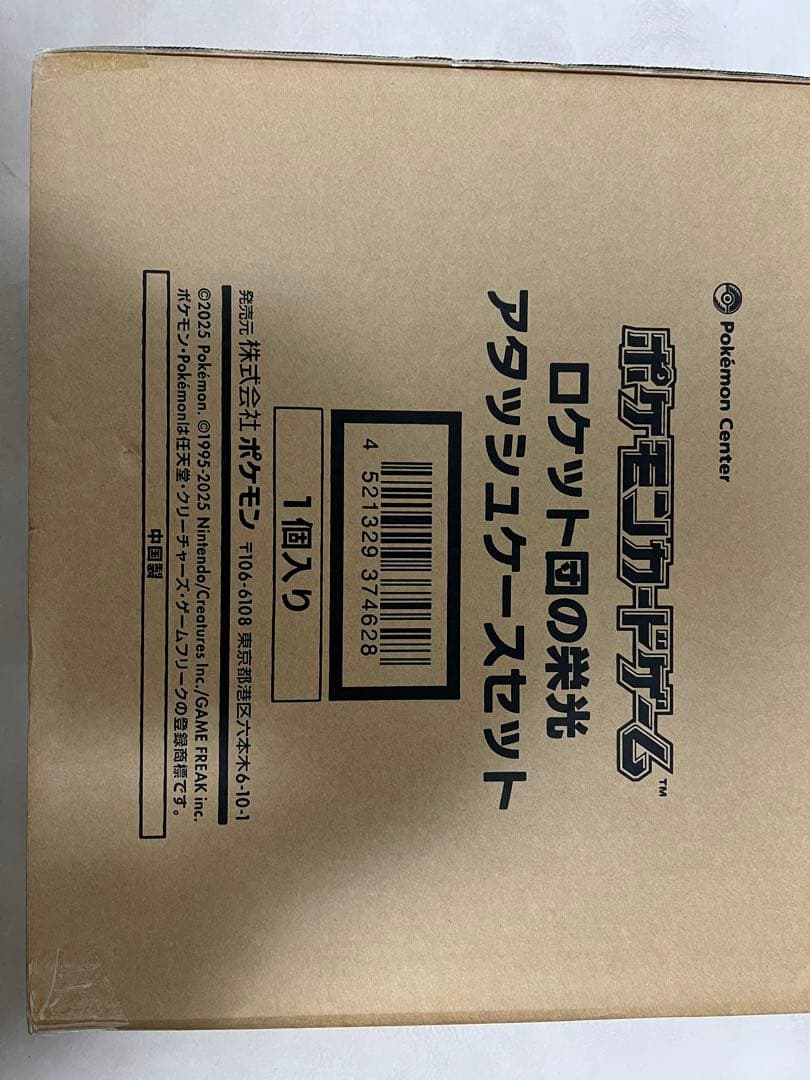 Pokémon Center
ポケモンカードゲーム™
ロケット団の栄光
アタッシュケースセット
4 521329 374628
1個入り
発売元 株式会社 ポケモン 〒106-6108 東京都港区六本木6-10-1
©2025 Pokémon. ©1995-2025 Nintendo/Creatures Inc./GAME FREAK inc.
ポケモン・Pokémonは任天堂・クリーチャーズ・ゲームフリークの登録商標です。
中国製